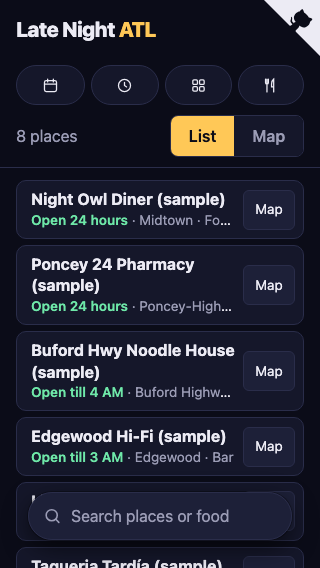 Late Night ATL
8 places
List
Map
Night Owl Diner (sample)
Open 24 hours · Midtown · Fo...
Map
Poncey 24 Pharmacy
(sample)
Open 24 hours · Poncey-High...
Map
Buford Hwy Noodle House
(sample)
Open till 4 AM · Buford Highw...
Map
Edgewood Hi-Fi (sample)
Open till 3 AM · Edgewood · Bar
Map
Search places or food
Taqueria Tardía (sample)